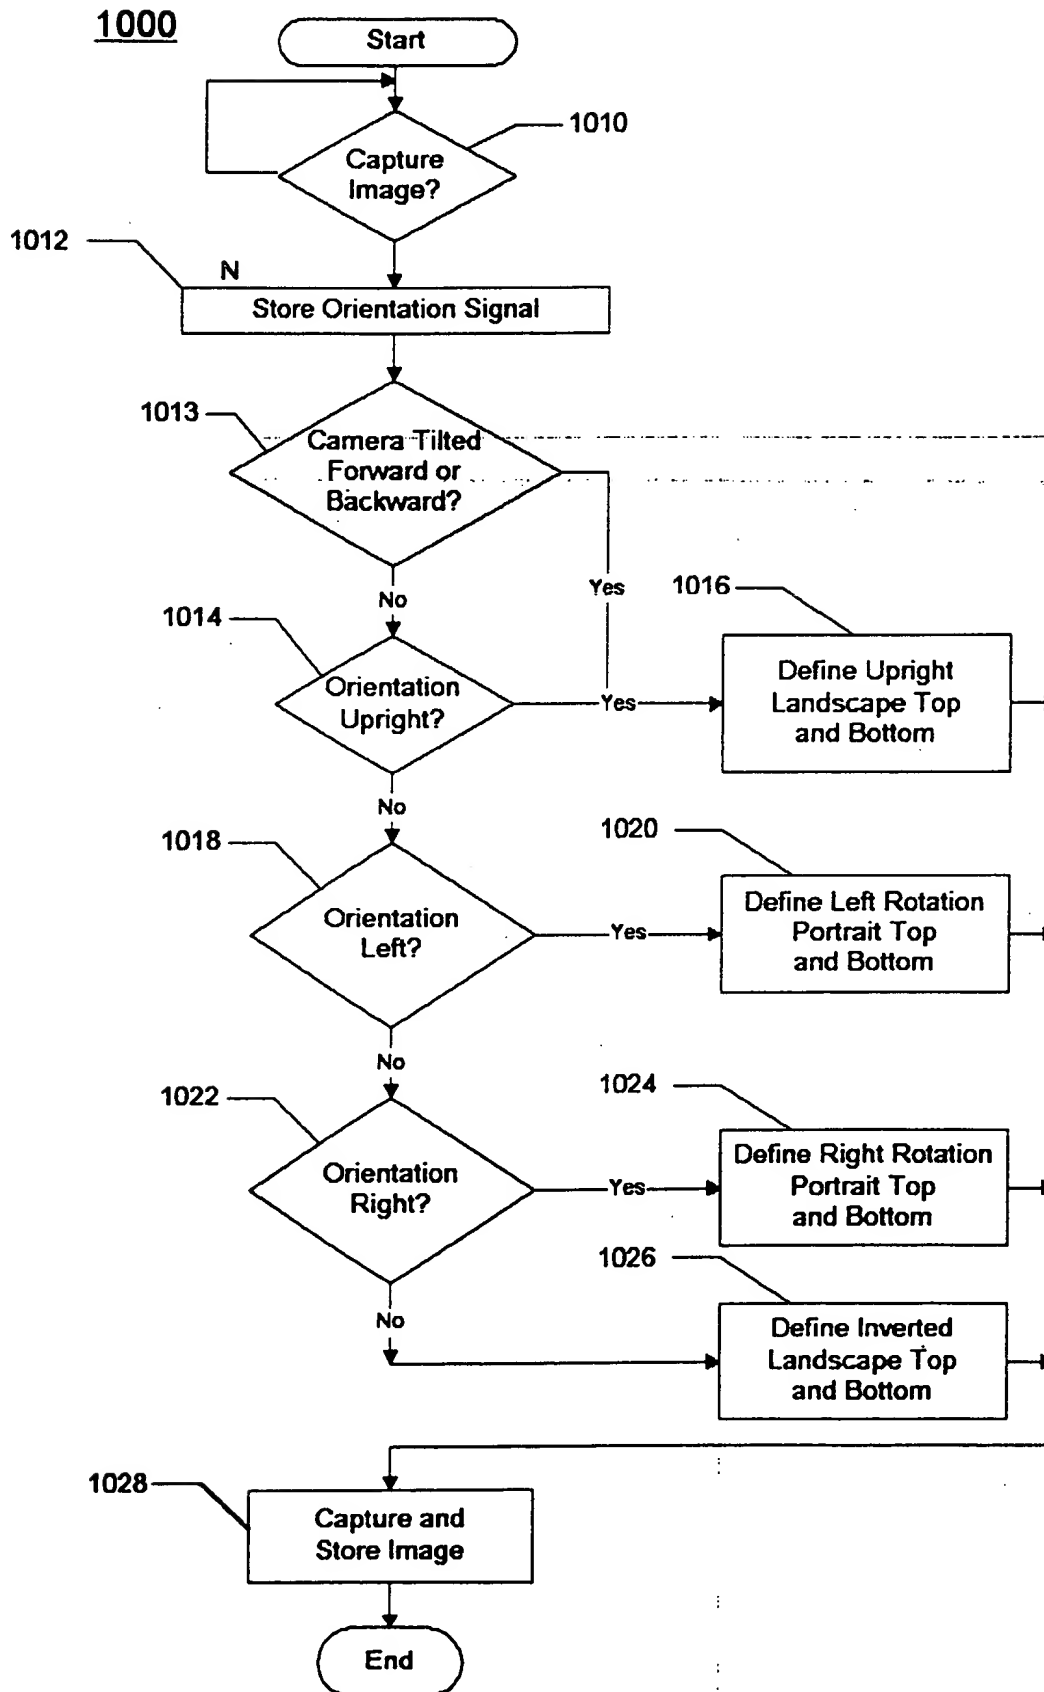 1000
Start
1010
Capture
Image?
1012
N
Store Orientation Signal
1013
Camera Tilted
Forward or
Backward?
Yes
No
1014
1016
Orientation
Upright?
Yes
Define Upright
Landscape Top
and Bottom
No
1018
1020
Orientation
Left?
Yes
Define Left Rotation
Portrait Top
and Bottom
No
1022
1024
Orientation
Right?
Yes
Define Right Rotation
Portrait Top
and Bottom
1026
No
Define Inverted
Landscape Top
and Bottom
1028
Capture and
Store Image
End